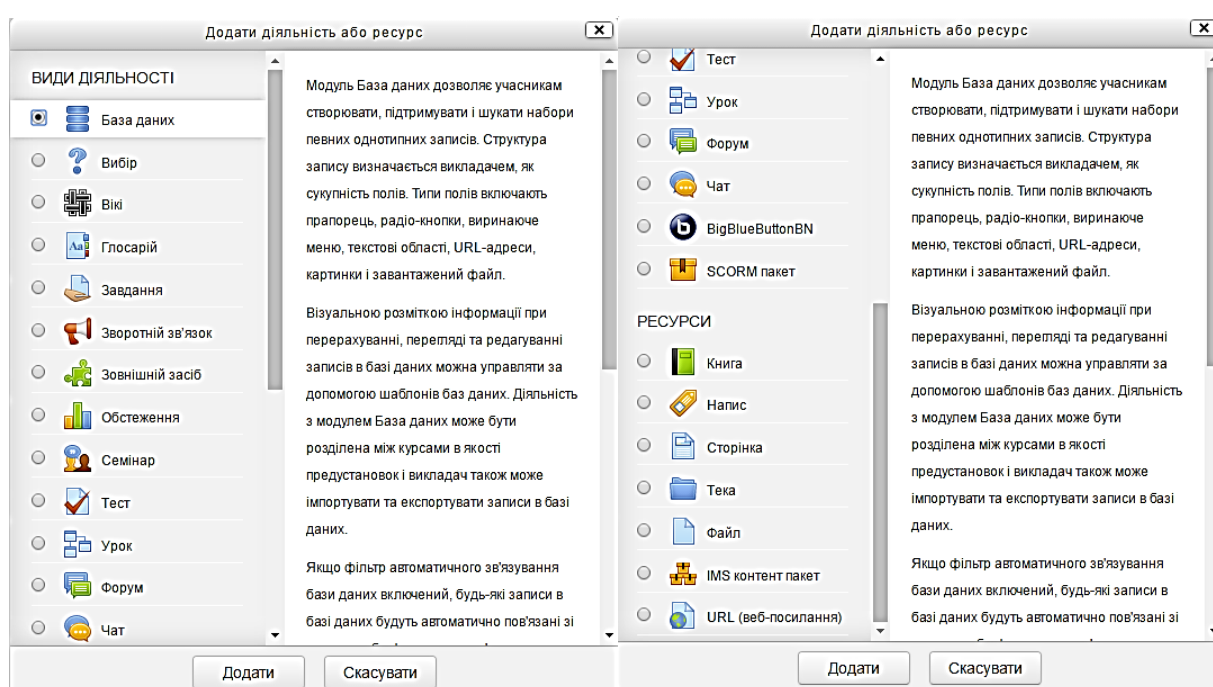 Додати діяльність або ресурс
ВИДИ ДІЯЛЬНОСТІ
База даних
Вибір
Вікі
Глосарій
Завдання
Зворотній зв'язок
Зовнішній засіб
Обстеження
Семінар
Тест
Урок
Форум
Чат
Модуль База даних дозволяє учасникам
створювати, підтримувати і шукати набори
певних однотипних записів. Структура
запису визначається викладачем, як
сукупність полів. Типи полів включають
прапорець, радіо-кнопки, виринаюче
меню, текстові області, URL-адреси,
картинки і завантажений файл.
Візуальною розміткою інформації при
перерахуванні, перегляді та редагуванні
записів в базі даних можна управляти за
допомогою шаблонів баз даних. Діяльність
з модулем База даних може бути
розділена між курсами в якості
предустановок і викладач також може
імпортувати та експортувати записи в базі
даних.
Якщо фільтр автоматичного зв'язування
бази даних включений, будь-які записи в
базі даних будуть автоматично пов'язані зі
Додати
Скасувати
Додати діяльність або ресурс
Тест
Урок
Форум
Чат
BigBlueButtonBN
SCORM пакет
РЕСУРСИ
Книга
Напис
Сторінка
Тека
Файл
IMS контент пакет
URL (веб-посилання)
Модуль База даних дозволяє учасникам
створювати, підтримувати і шукати набори
певних однотипних записів. Структура
запису визначається викладачем, як
сукупність полів. Типи полів включають
прапорець, радіо-кнопки, виринаюче
меню, текстові області, URL-адреси,
картинки і завантажений файл.
Візуальною розміткою інформації при
перерахуванні, перегляді та редагуванні
записів в базі даних можна управляти за
допомогою шаблонів баз даних. Діяльність
з модулем База даних може бути
розділена між курсами в якості
предустановок і викладач також може
імпортувати та експортувати записи в базі
даних.
Якщо фільтр автоматичного зв'язування
бази даних включений, будь-які записи в
базі даних будуть автоматично пов'язані зі
Додати
Скасувати